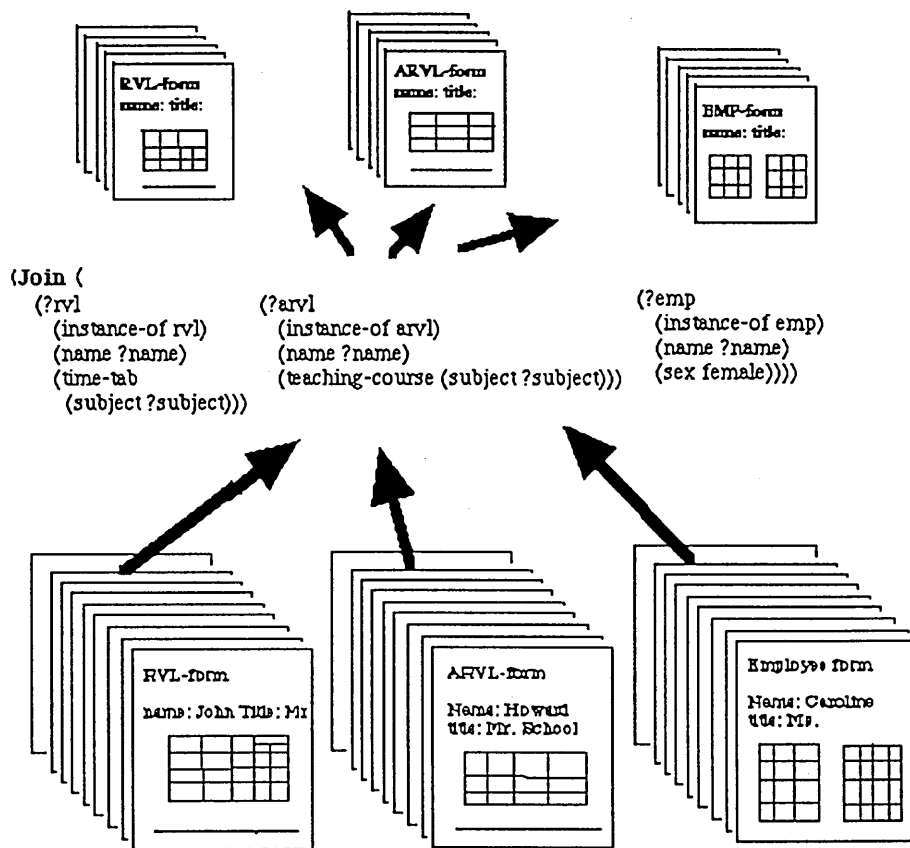 RVL-form
name: title:
ARVL-form
name: title:
EMP-form
name: title:
(Join (
(?rvl
(instance-of rvl)
(name ?name)
(time-tab
(subject ?subject)))
(?arvl
(instance-of arvl)
(name ?name)
(teaching-course (subject ?subject)))
(?emp
(instance-of emp)
(name ?name)
(sex female))))
RVL-form
name: John Title: Mr
ARVL-form
Name: Howard
title: Mr. School
Employee form
Name: Caroline
title: Ms.